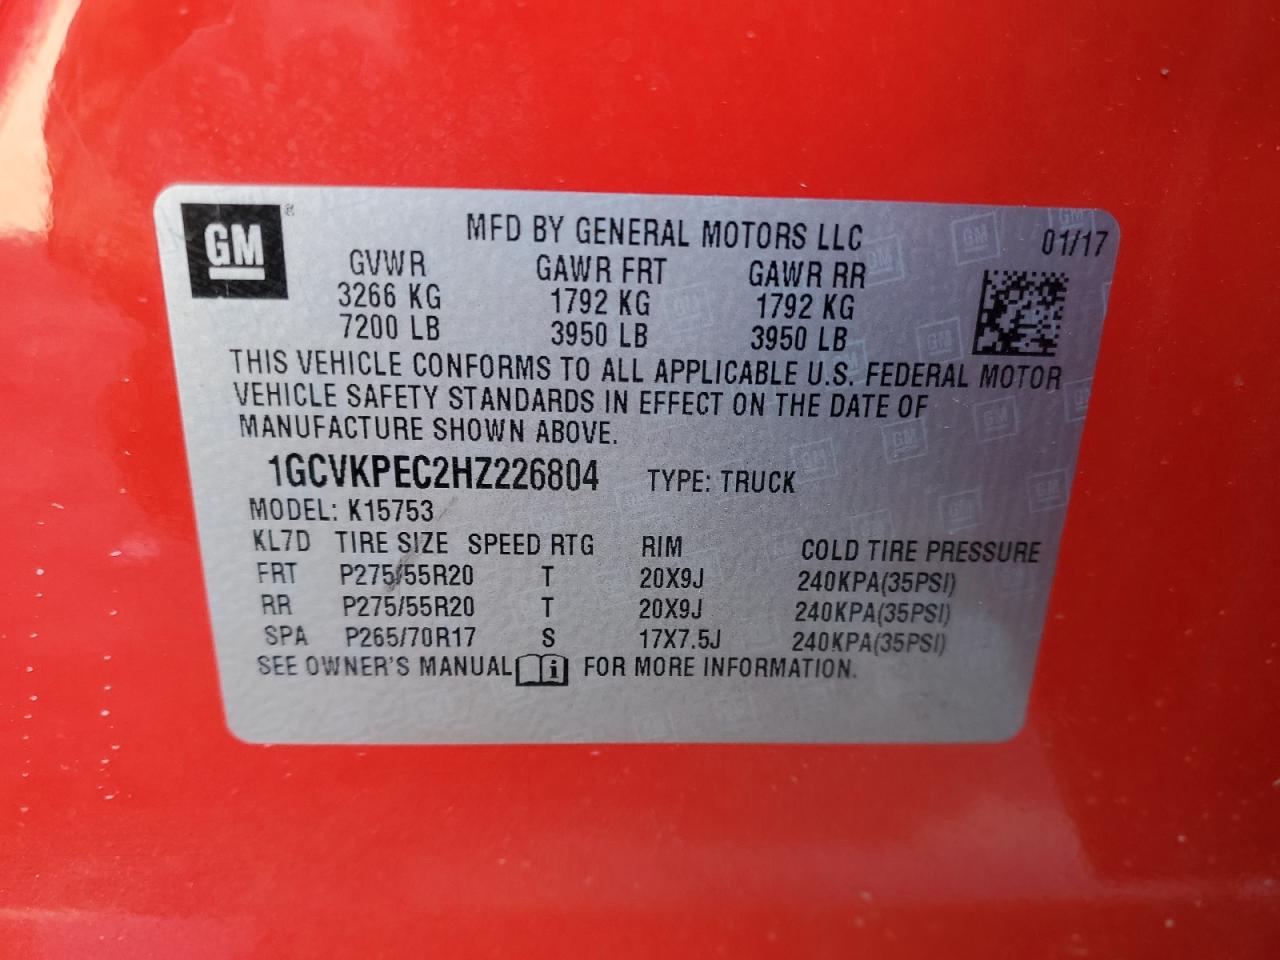 GM ®
MFD BY GENERAL MOTORS LLC
01/17
GVWR GAWR FRT GAWR RR
3266 KG 1792 KG 1792 KG
7200 LB 3950 LB 3950 LB
THIS VEHICLE CONFORMS TO ALL APPLICABLE U.S. FEDERAL MOTOR
VEHICLE SAFETY STANDARDS IN EFFECT ON THE DATE OF
MANUFACTURE SHOWN ABOVE.
1GCVKPEC2HZ226804 TYPE: TRUCK
MODEL: K15753
KL7D TIRE SIZE SPEED RTG RIM COLD TIRE PRESSURE
FRT P275/55R20 T 20X9J 240KPA(35PSI)
RR P275/55R20 T 20X9J 240KPA(35PSI)
SPA P265/70R17 S 17X7.5J 240KPA(35PSI)
SEE OWNER'S MANUAL i FOR MORE INFORMATION.